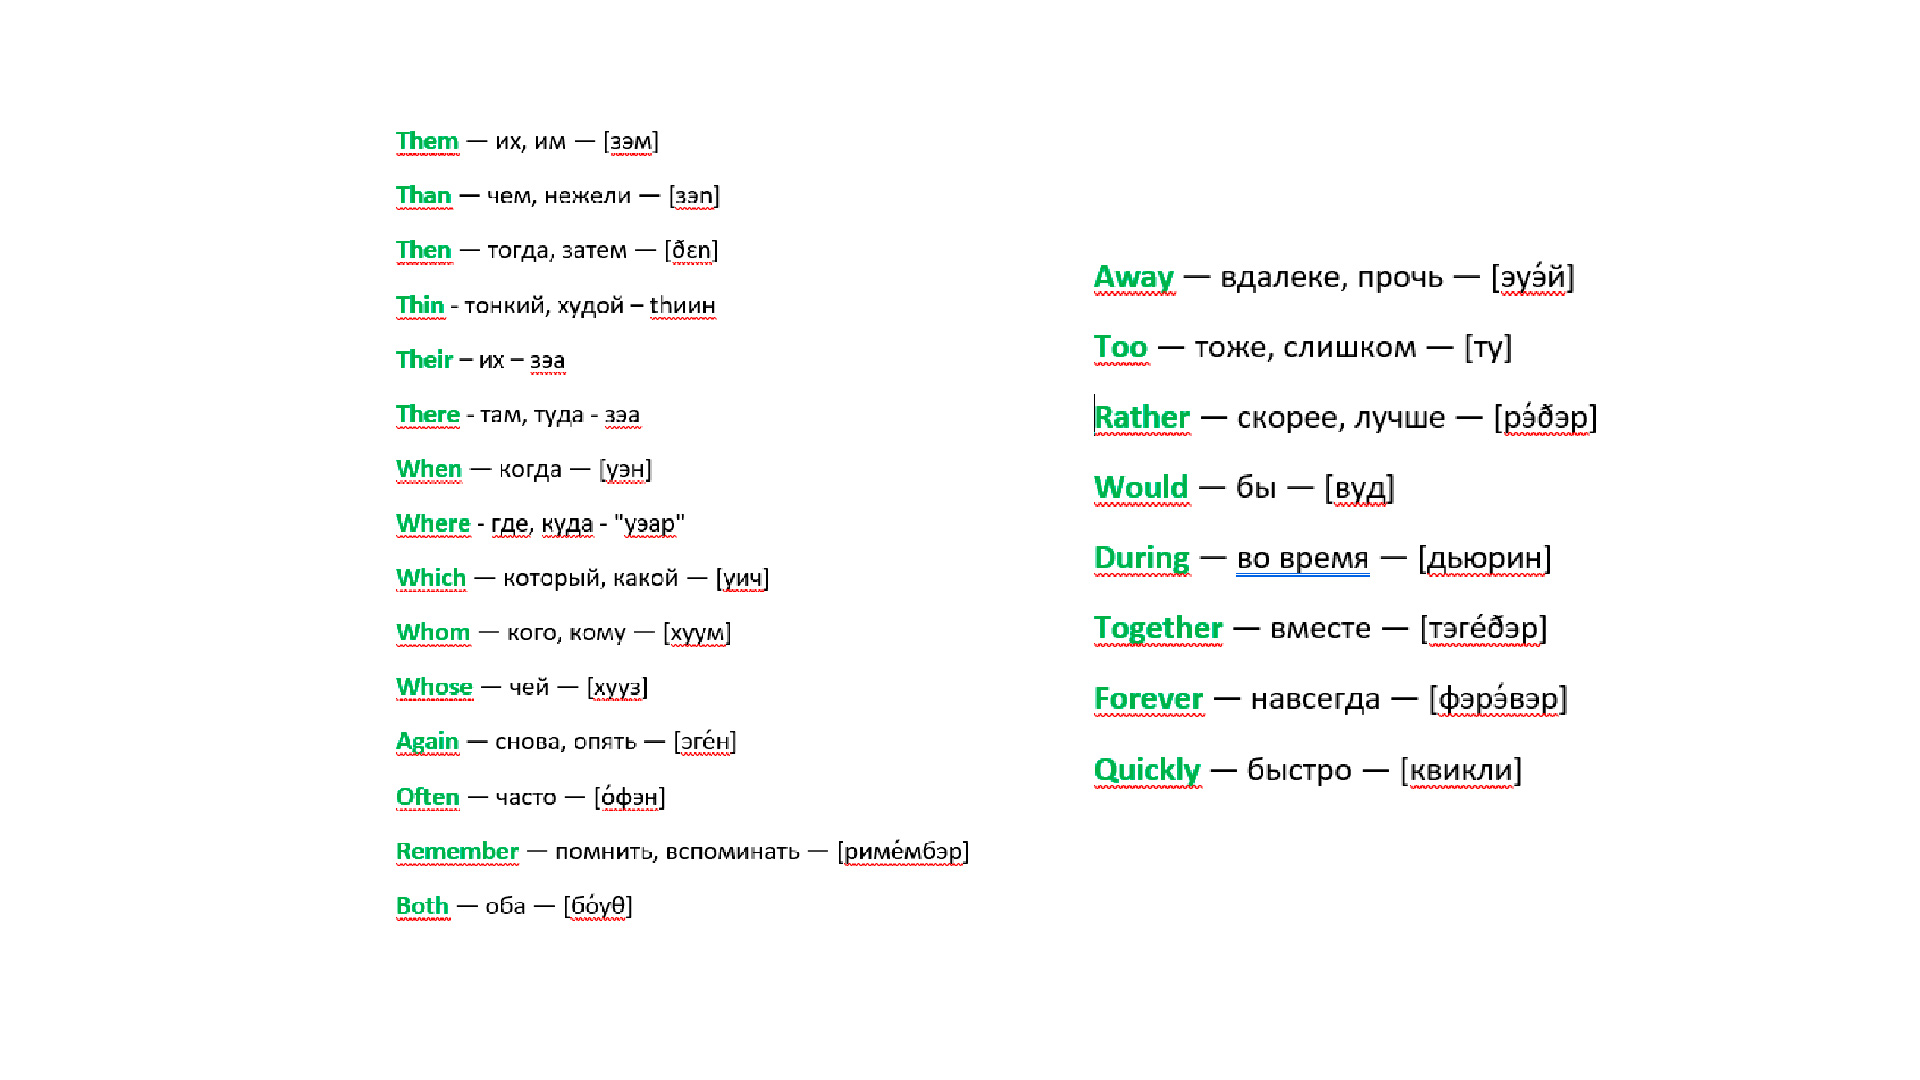 Them — их, им — [зэм]
Than — чем, нежели — [зэn]
Then — тогда, затем — [ðɛn]
Thin - тонкий, худой – thиин
Their – их – зэа
There - там, туда - зэа
When — когда — [уэн]
Where - где, куда - "уэар"
Which — который, какой — [уич]
Whom — кого, кому — [хуум]
Whose — чей — [хууз]
Again — снова, опять — [эге́н]
Often — часто — [о́фэн]
Remember — помнить, вспоминать — [риме́мбэр]
Both — оба — [бо́уθ]
Away — вдалеке, прочь — [эуэ́й]
Too — тоже, слишком — [ту]
Rather — скорее, лучше — [рэ́ðэр]
Would — бы — [вуд]
During — во время — [дьюрин]
Together — вместе — [тэге́ðэр]
Forever — навсегда — [фэрэ́вэр]
Quickly — быстро — [квикли]